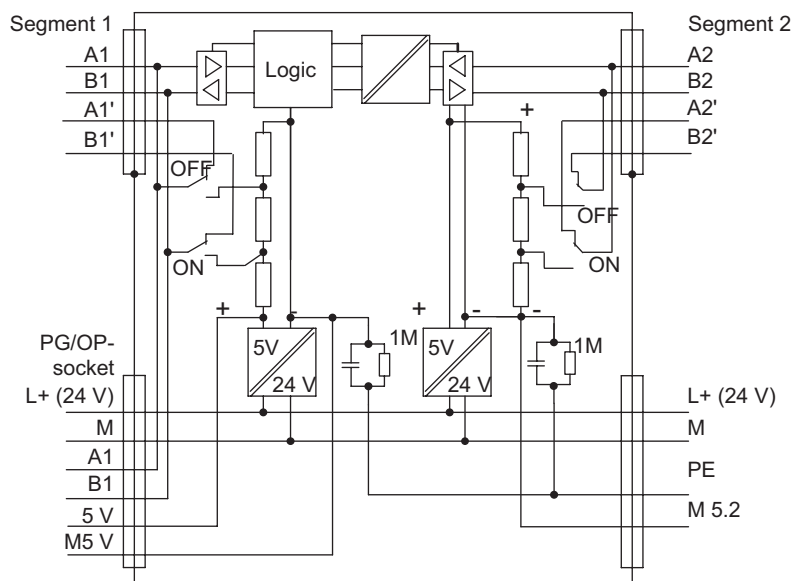 Segment 1
Segment 2
A1
A2
B1
Logic
B2
A1'
A2'
B1'
+
B2'
OFF
OFF
ON
ON
+
-
+
-
-
PG/OP-
socket
5V
1M
5V
1M
24 V
24 V
L+ (24 V)
L+ (24 V)
M
M
A1
PE
B1
5 V
M 5.2
M5 V